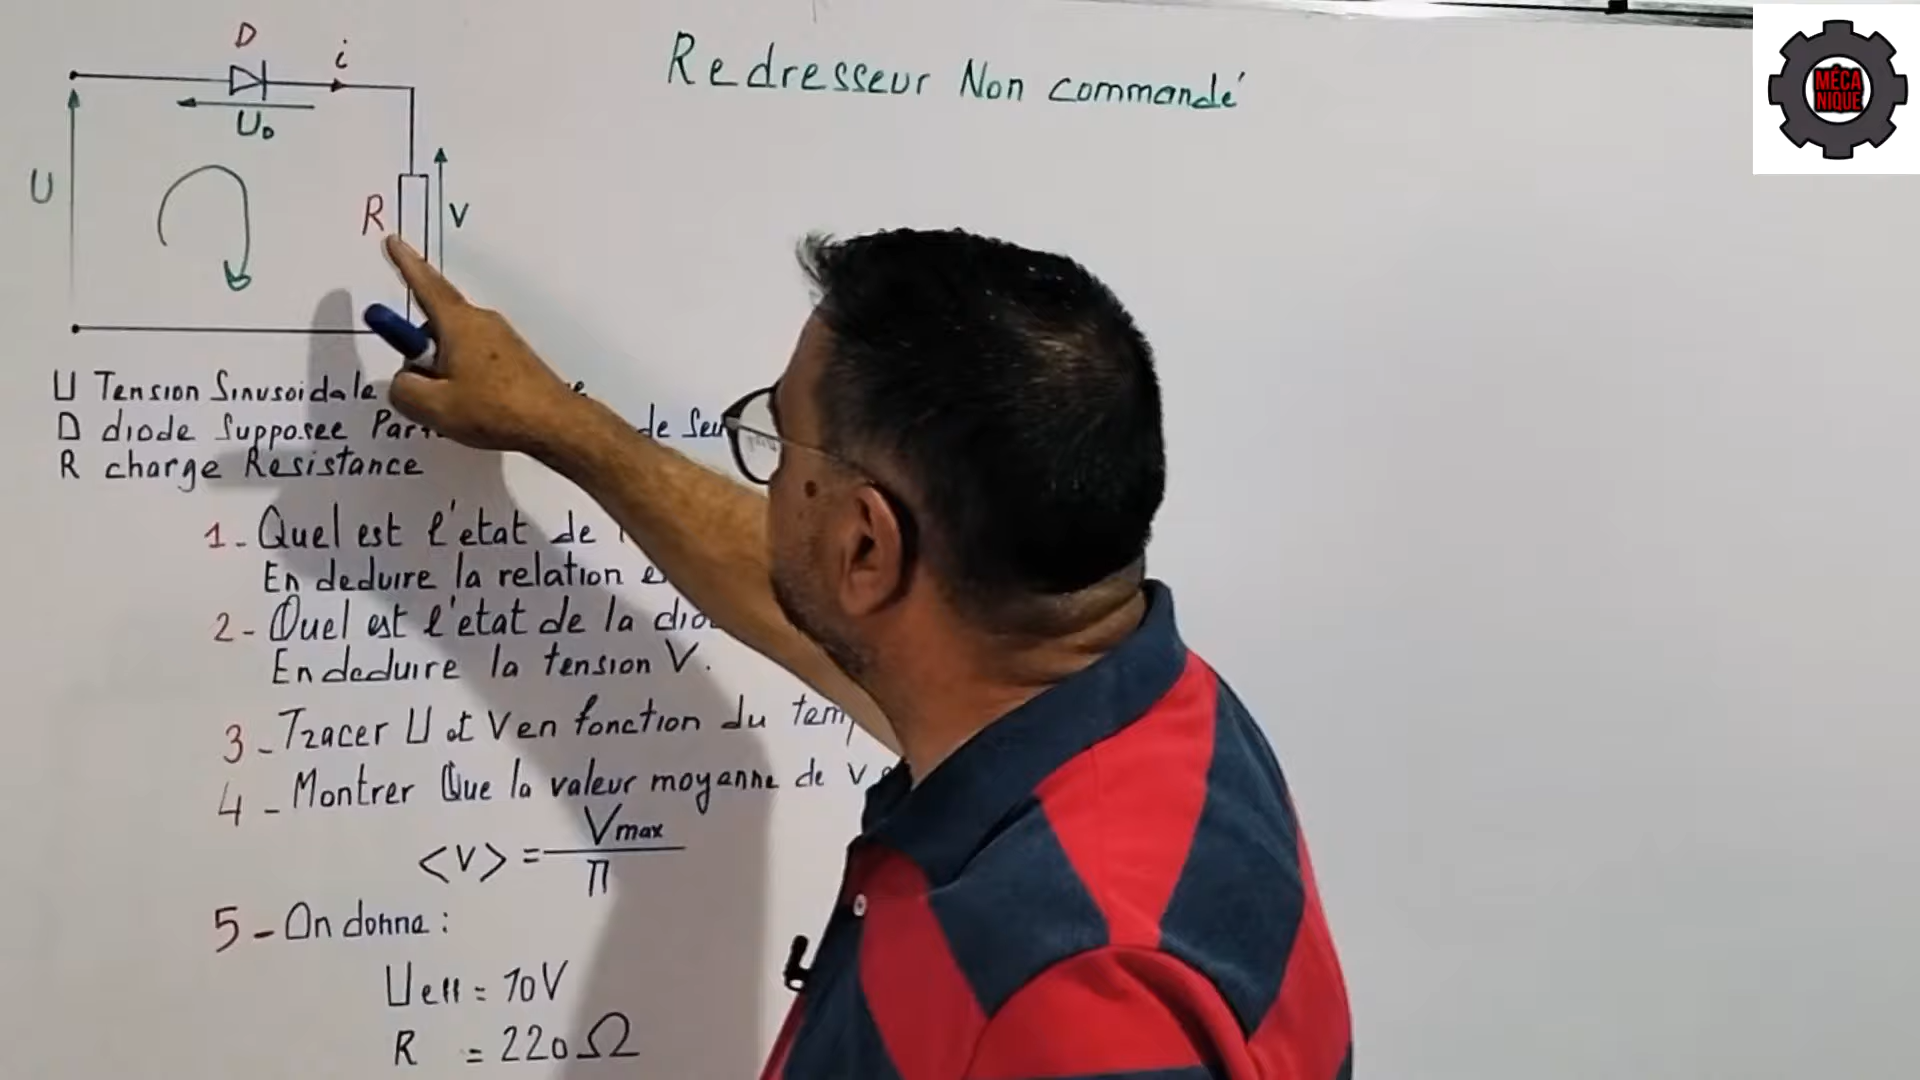 Redresseur Non commandé
MÉCA
NIQUE
D
i
UD
U
R
V
U Tension Sinusoidale
D diode Supposee de
R charge Resistance
1- Quel est l'etat de
En deduire la relation
2- Quel est l'etat de la
En deduire la tension V.
3- Tracer U et V en fonction du
4- Montrer Que la valeur moyenne de V
<V> = Vmax
π
5- On donne :
Ueff = 10V
R = 220Ω